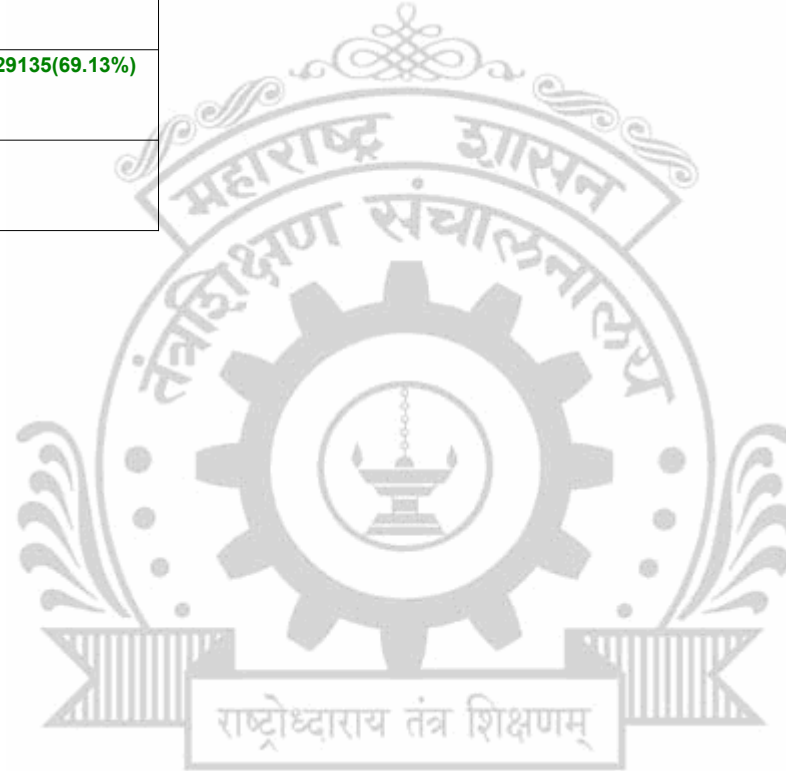 29135(69.13%)
महाराष्ट्र शासन
तंत्रशिक्षण संचालनालय
राष्ट्रोध्दाराय तंत्र शिक्षणम्